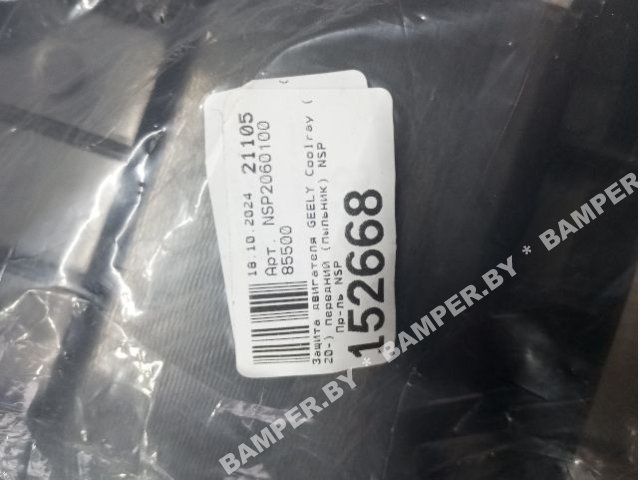 18.10.2024 21105
Арт. NSP2060100
85500
Защита двигателя GEELY Coolray (
20-) передний (пыльник) NSP
Пр-ль NSP
152668
BAMPER.BY * BAMPER.BY * BAMPER.BY